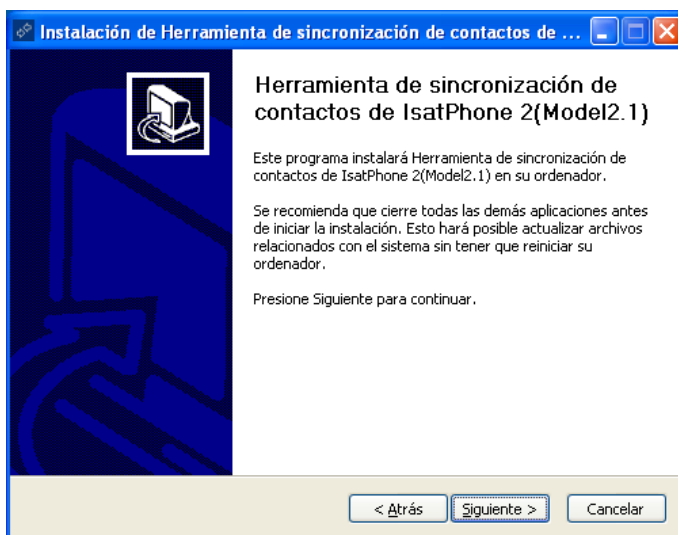 Instalación de Herramienta de sincronización de contactos de ...
Herramienta de sincronización de
contactos de IsatPhone 2(Model2.1)
Este programa instalará Herramienta de sincronización de
contactos de IsatPhone 2(Model2.1) en su ordenador.
Se recomienda que cierre todas las demás aplicaciones antes
de iniciar la instalación. Esto hará posible actualizar archivos
relacionados con el sistema sin tener que reiniciar su
ordenador.
Presione Siguiente para continuar.
< Atrás
Siguiente >
Cancelar